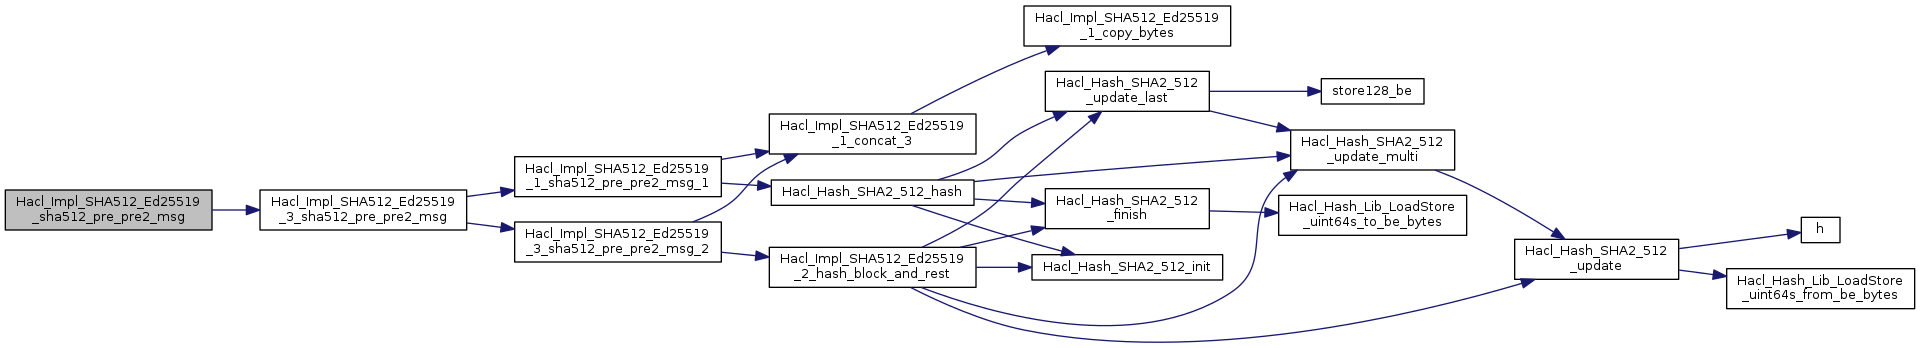 Hacl_Impl_SHA512_Ed25519
_sha512_pre_pre2_msg
Hacl_Impl_SHA512_Ed25519
_3_sha512_pre_pre2_msg
Hacl_Impl_SHA512_Ed25519
_1_sha512_pre_pre2_msg_1
Hacl_Impl_SHA512_Ed25519
_3_sha512_pre_pre2_msg_2
Hacl_Impl_SHA512_Ed25519
_1_concat_3
Hacl_Hash_SHA2_512_hash
Hacl_Impl_SHA512_Ed25519
_2_hash_block_and_rest
Hacl_Impl_SHA512_Ed25519
_1_copy_bytes
Hacl_Hash_SHA2_512
_update_last
Hacl_Hash_SHA2_512
_finish
Hacl_Hash_SHA2_512_init
store128_be
Hacl_Hash_SHA2_512
_update_multi
Hacl_Hash_Lib_LoadStore
_uint64s_to_be_bytes
Hacl_Hash_SHA2_512
_update
h
Hacl_Hash_Lib_LoadStore
_uint64s_from_be_bytes